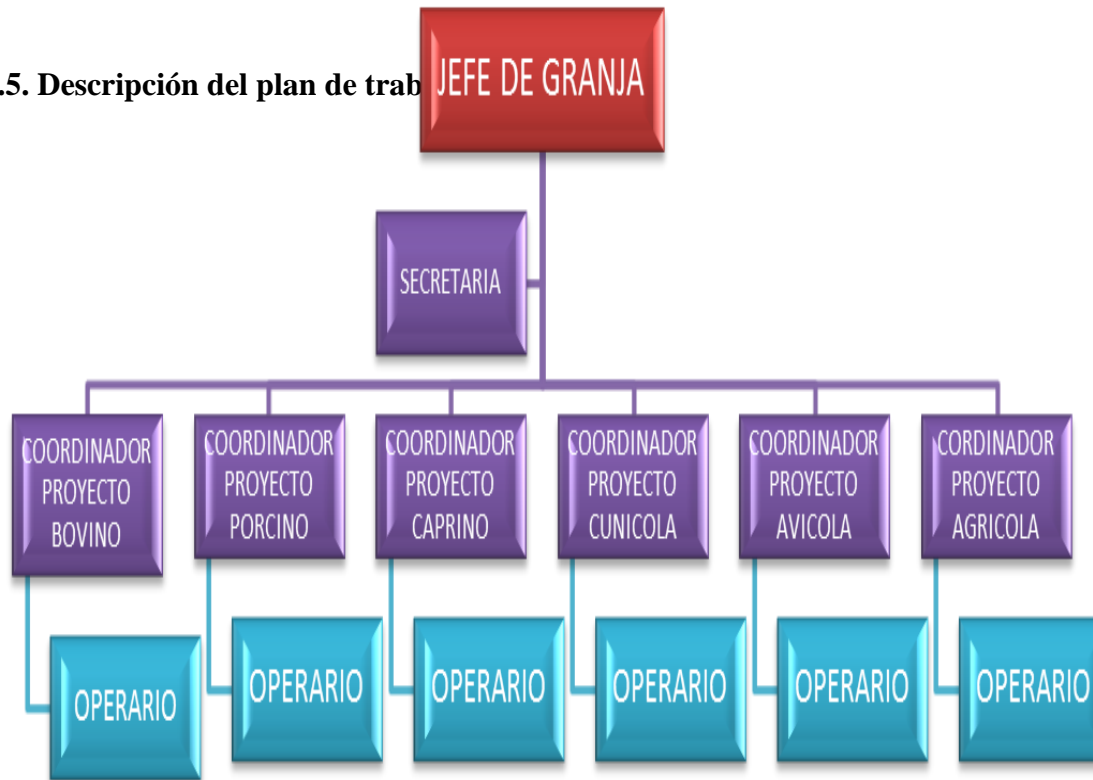 JEFE DE GRANJA
.5. Descripción del plan de trab
SECRETARIA
COORDINADOR
PROYECTO
BOVINO
COORDINADOR
PROYECTO
PORCINO
COORDINADOR
PROYECTO
CAPRINO
COORDINADOR
PROYECTO
CUNICOLA
COORDINADOR
PROYECTO
AVICOLA
CORDINADOR
PROYECTO
AGRICOLA
OPERARIO
OPERARIO
OPERARIO
OPERARIO
OPERARIO
OPERARIO